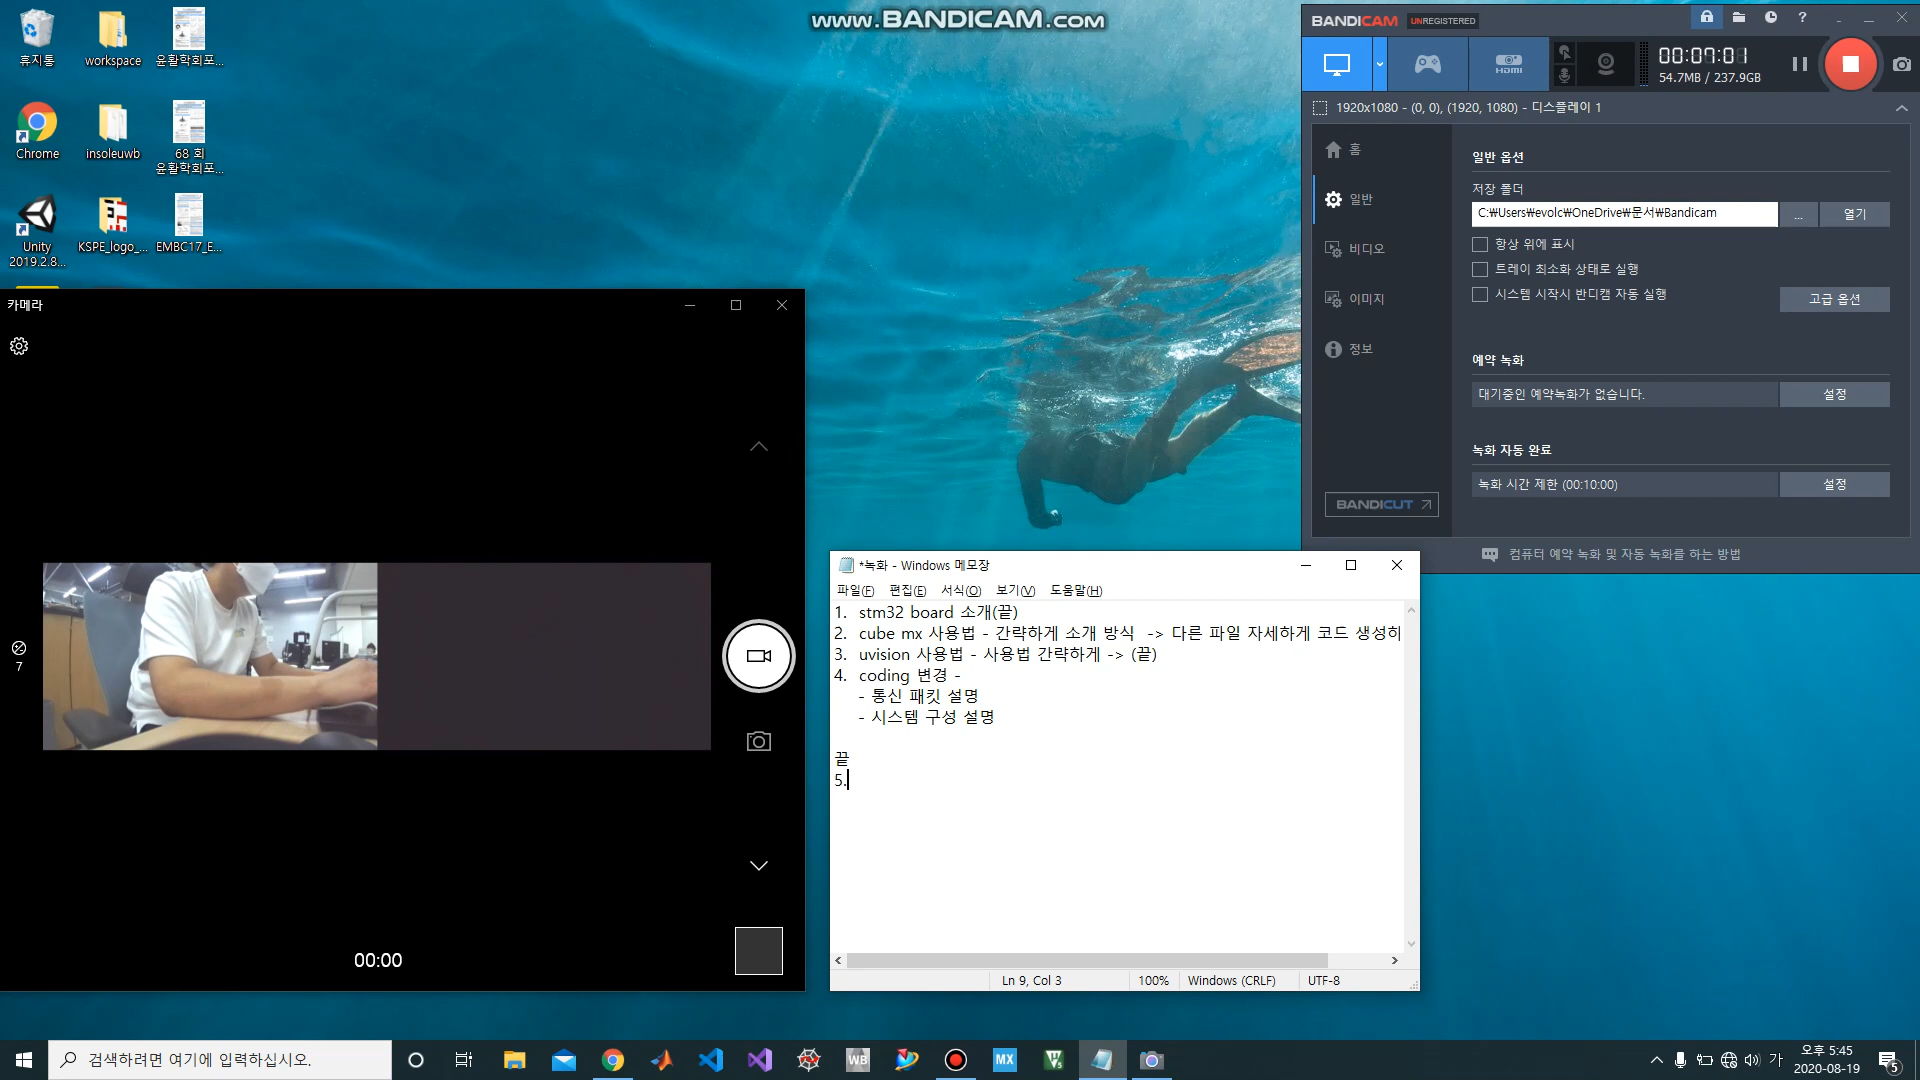 www.BANDICAM.com
휴지통
workspace
윤활학회포...
Chrome
insoleuwb
68 회
윤활학회포...
Unity
2019.2.8...
KSPE_logo_...
EMBC17_E...
BANDICAM UNREGISTERED
?
HDMI
00:07:01
54.7MB / 237.9GB
1920x1080 - (0, 0), (1920, 1080) - 디스플레이 1
홈
일반
비디오
이미지
정보
BANDICUT
일반 옵션
저장 폴더
C:₩Users₩evolc₩OneDrive₩문서₩Bandicam
...
열기
항상 위에 표시
트레이 최소화 상태로 실행
시스템 시작시 반디캠 자동 실행
고급 옵션
예약 녹화
대기중인 예약녹화가 없습니다.
설정
녹화 자동 완료
녹화 시간 제한 (00:10:00)
설정
컴퓨터 예약 녹화 및 자동 녹화를 하는 방법
카메라
7
00:00
*녹화 - Windows 메모장
파일(F) 편집(E) 서식(O) 보기(V) 도움말(H)
1. stm32 board 소개(끝)
2. cube mx 사용법 - 간략하게 소개 방식 -> 다른 파일 자세하게 코드 생성히
3. uvision 사용법 - 사용법 간략하게 -> (끝)
4. coding 변경 -
- 통신 패킷 설명
- 시스템 구성 설명
끝
5.
Ln 9, Col 3
100%
Windows (CRLF)
UTF-8
검색하려면 여기에 입력하십시오.
WB
MX
가
오후 5:45
2020-08-19
5